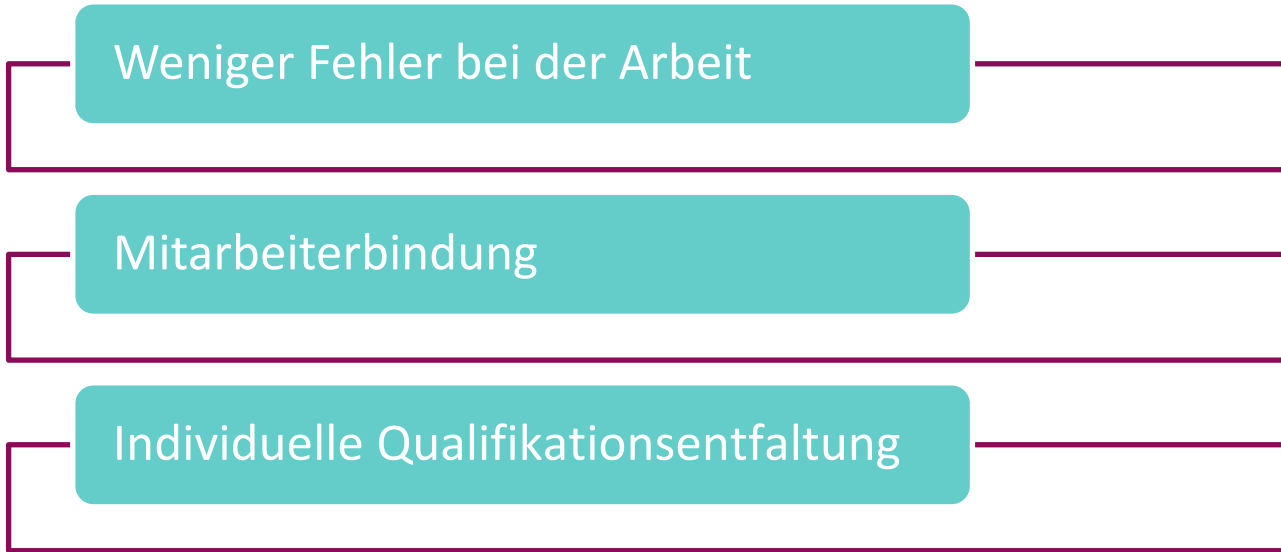 Weniger Fehler bei der Arbeit
Mitarbeiterbindung
Individuelle Qualifikationsentfaltung